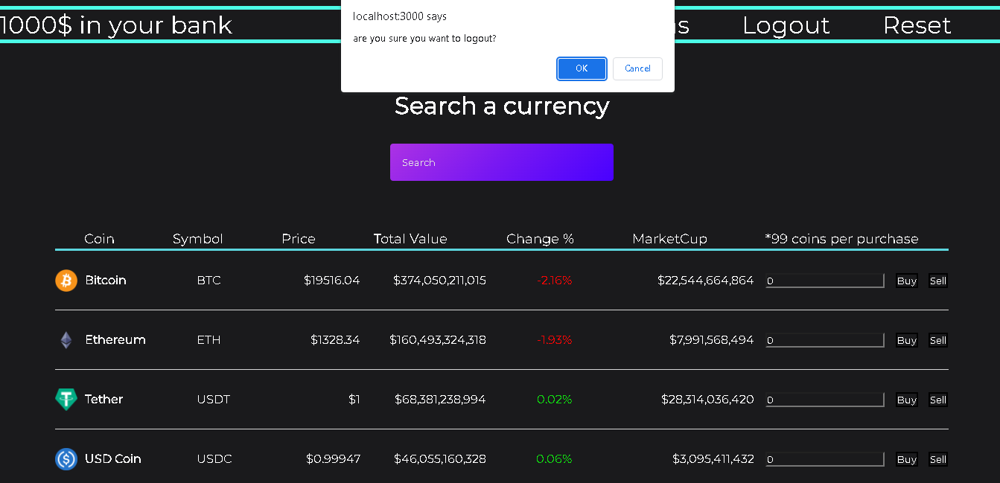 localhost:3000 says
are you sure you want to logout?
OK Cancel
1000$ in your bank Logout Reset
Search a currency
Search
Coin Symbol Price Total Value Change % MarketCup *99 coins per purchase
Bitcoin BTC $19516.04 $374,050,211,015 -2.16% $22,544,664,864 0 Buy Sell
Ethereum ETH $1328.34 $160,493,324,318 -1.93% $7,991,568,494 0 Buy Sell
Tether USDT $1 $68,381,238,994 0.02% $28,314,036,420 0 Buy Sell
USD Coin USDC $0.99947 $46,055,160,328 0.06% $3,095,411,432 0 Buy Sell